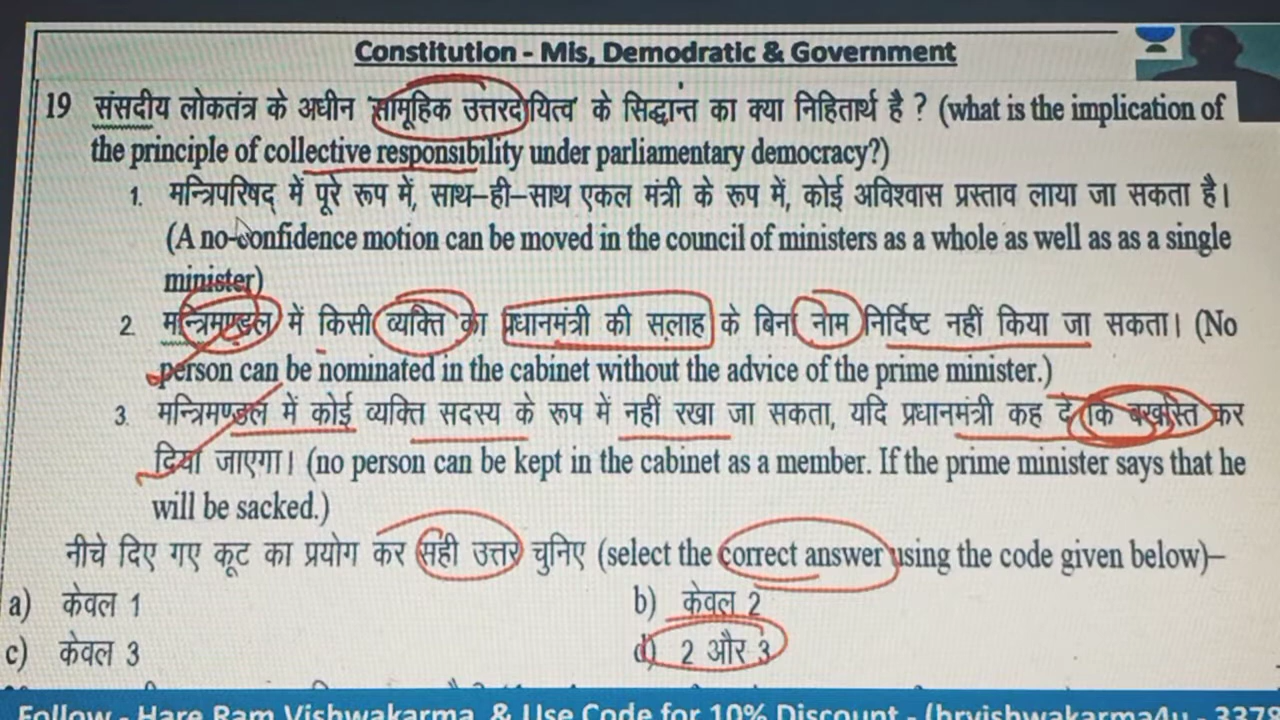 Constitution - Mis, Demodratic & Government
19 संसदीय लोकतंत्र के अधीन सामूहिक उत्तरदायित्व के सिद्धान्त का क्या निहितार्थ है ? (what is the implication of
the principle of collective responsibility under parliamentary democracy?)
1. मन्त्रिपरिषद् में पूरे रूप में, साथ-ही-साथ एकल मंत्री के रूप में, कोई अविश्वास प्रस्ताव लाया जा सकता है।
(A no-confidence motion can be moved in the council of ministers as a whole as well as as a single
minister)
2. मन्त्रिमण्डल में किसी व्यक्ति का प्रधानमंत्री की सलाह के बिना नाम निर्दिष्ट नहीं किया जा सकता। (No
person can be nominated in the cabinet without the advice of the prime minister.)
3. मन्त्रिमण्डल में कोई व्यक्ति सदस्य के रूप में नहीं रखा जा सकता, यदि प्रधानमंत्री कह दे कि बर्खास्त कर
दिया जाएगा। (no person can be kept in the cabinet as a member. If the prime minister says that he
will be sacked.)
नीचे दिए गए कूट का प्रयोग कर सही उत्तर चुनिए (select the correct answer using the code given below)–
a) केवल 1
b) केवल 2
c) केवल 3
d) 2 और 3
Follow - Hare Ram Vishwakarma & Use Code for 10% Discount - (hrvishwakarma4u